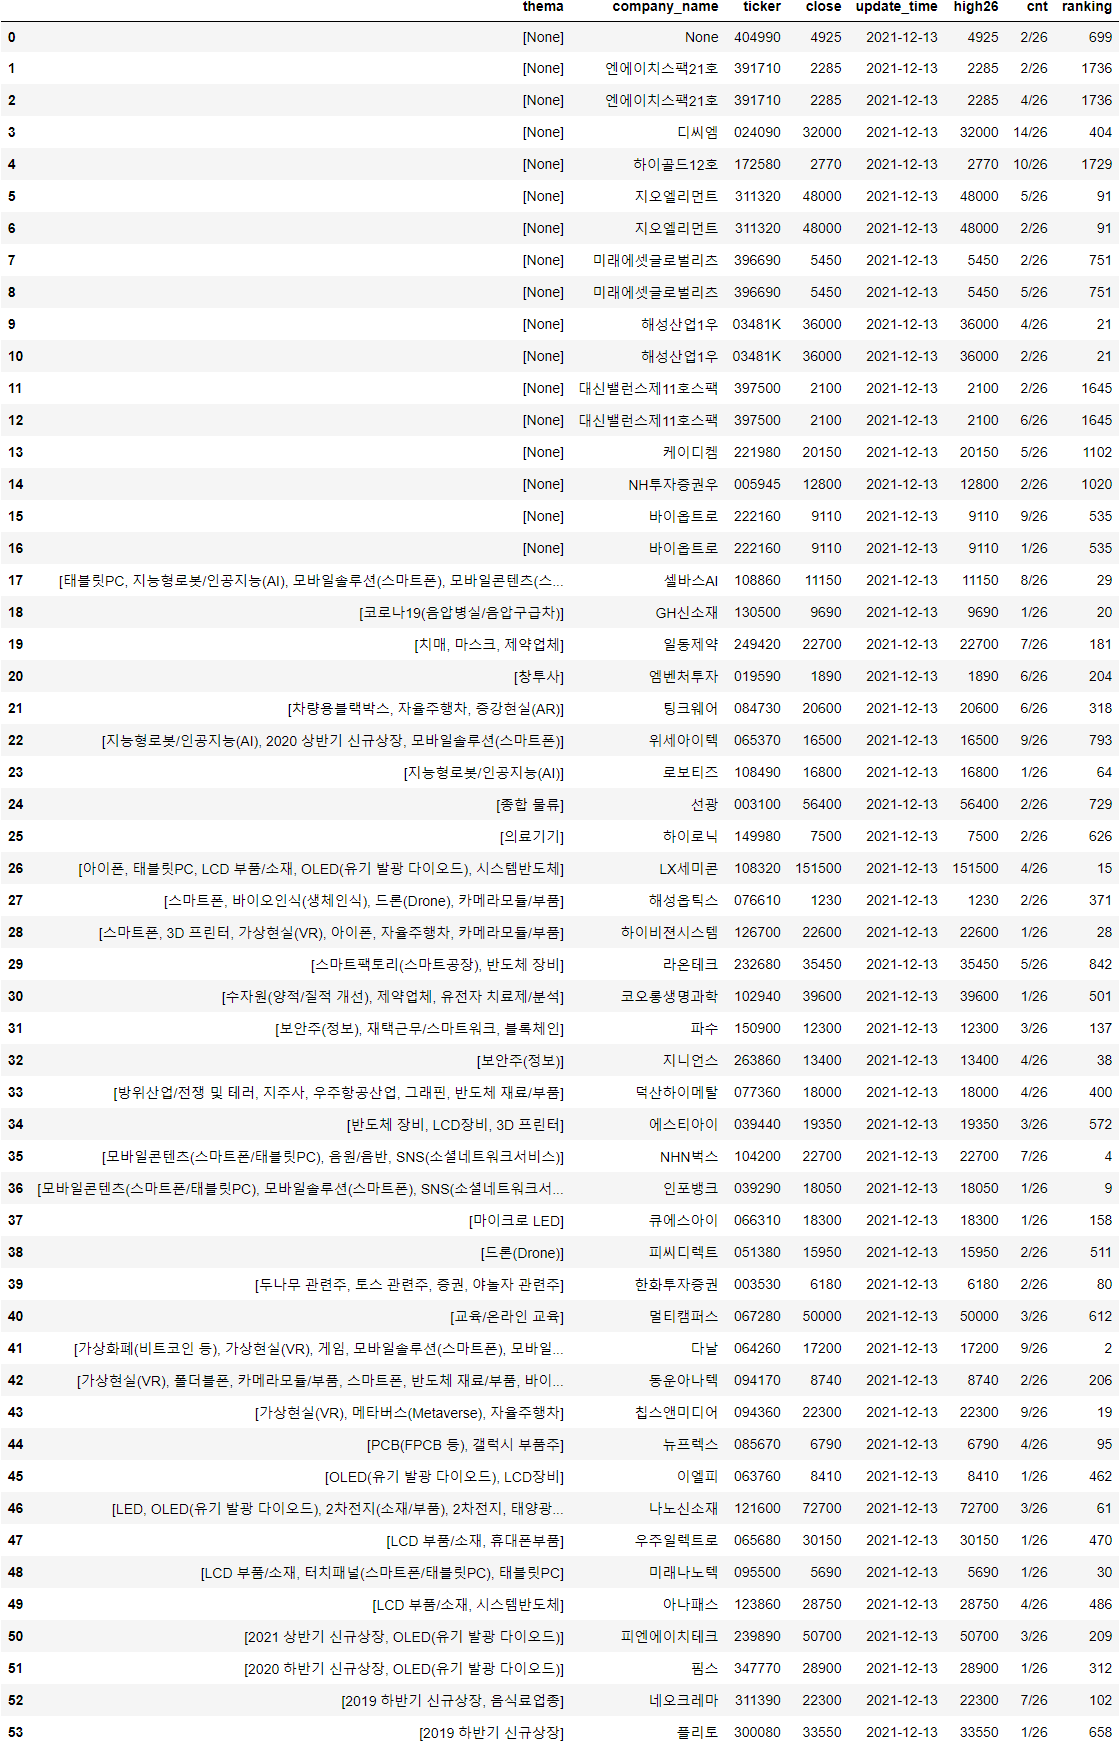 thema company_name ticker close update_time high26 cnt ranking
0 [None] None 404990 4925 2021-12-13 4925 2/26 699
1 [None] 엔에이치스팩21호 391710 2285 2021-12-13 2285 2/26 1736
2 [None] 엔에이치스팩21호 391710 2285 2021-12-13 2285 4/26 1736
3 [None] 디씨엠 024090 32000 2021-12-13 32000 14/26 404
4 [None] 하이골드12호 172580 2770 2021-12-13 2770 10/26 1729
5 [None] 지오엘리먼트 311320 48000 2021-12-13 48000 5/26 91
6 [None] 지오엘리먼트 311320 48000 2021-12-13 48000 2/26 91
7 [None] 미래에셋글로벌리츠 396690 5450 2021-12-13 5450 2/26 751
8 [None] 미래에셋글로벌리츠 396690 5450 2021-12-13 5450 5/26 751
9 [None] 해성산업1우 03481K 36000 2021-12-13 36000 4/26 21
10 [None] 해성산업1우 03481K 36000 2021-12-13 36000 2/26 21
11 [None] 대신밸런스제11호스팩 397500 2100 2021-12-13 2100 2/26 1645
12 [None] 대신밸런스제11호스팩 397500 2100 2021-12-13 2100 6/26 1645
13 [None] 케이디켐 221980 20150 2021-12-13 20150 5/26 1102
14 [None] NH투자증권우 005945 12800 2021-12-13 12800 2/26 1020
15 [None] 바이옵트로 222160 9110 2021-12-13 9110 9/26 535
16 [None] 바이옵트로 222160 9110 2021-12-13 9110 1/26 535
17 [태블릿PC, 지능형로봇/인공지능(AI), 모바일솔루션(스마트폰), 모바일콘텐츠(스... 셀바스AI 108860 11150 2021-12-13 11150 8/26 29
18 [코로나19(음압병실/음압구급차)] GH신소재 130500 9690 2021-12-13 9690 1/26 20
19 [치매, 마스크, 제약업체] 일동제약 249420 22700 2021-12-13 22700 7/26 181
20 [창투사] 엠벤처투자 019590 1890 2021-12-13 1890 6/26 204
21 [차량용블랙박스, 자율주행차, 증강현실(AR)] 팅크웨어 084730 20600 2021-12-13 20600 6/26 318
22 [지능형로봇/인공지능(AI), 2020 상반기 신규상장, 모바일솔루션(스마트폰)] 위세아이텍 065370 16500 2021-12-13 16500 9/26 793
23 [지능형로봇/인공지능(AI)] 로보티즈 108490 16800 2021-12-13 16800 1/26 64
24 [종합 물류] 선광 003100 56400 2021-12-13 56400 2/26 729
25 [의료기기] 하이로닉 149980 7500 2021-12-13 7500 2/26 626
26 [아이폰, 태블릿PC, LCD 부품/소재, OLED(유기 발광 다이오드), 시스템반도체] LX세미콘 108320 151500 2021-12-13 151500 4/26 15
27 [스마트폰, 바이오인식(생체인식), 드론(Drone), 카메라모듈/부품] 해성옵틱스 076610 1230 2021-12-13 1230 2/26 371
28 [스마트폰, 3D 프린터, 가상현실(VR), 아이폰, 자율주행차, 카메라모듈/부품] 하이비젼시스템 126700 22600 2021-12-13 22600 1/26 28
29 [스마트팩토리(스마트공장), 반도체 장비] 라온테크 232680 35450 2021-12-13 35450 5/26 842
30 [수자원(양적/질적 개선), 제약업체, 유전자 치료제/분석] 코오롱생명과학 102940 39600 2021-12-13 39600 1/26 501
31 [보안주(정보), 재택근무/스마트워크, 블록체인] 파수 150900 12300 2021-12-13 12300 3/26 137
32 [보안주(정보)] 지니언스 263860 13400 2021-12-13 13400 4/26 38
33 [방위산업/전쟁 및 테러, 지주사, 우주항공산업, 그래핀, 반도체 재료/부품] 덕산하이메탈 077360 18000 2021-12-13 18000 4/26 400
34 [반도체 장비, LCD장비, 3D 프린터] 에스티아이 039440 19350 2021-12-13 19350 3/26 572
35 [모바일콘텐츠(스마트폰/태블릿PC), 음원/음반, SNS(소셜네트워크서비스)] NHN벅스 104200 22700 2021-12-13 22700 7/26 4
36 [모바일콘텐츠(스마트폰/태블릿PC), 모바일솔루션(스마트폰), SNS(소셜네트워크서... 인포뱅크 039290 18050 2021-12-13 18050 1/26 9
37 [마이크로 LED] 큐에스아이 066310 18300 2021-12-13 18300 1/26 158
38 [드론(Drone)] 피씨디렉트 051380 15950 2021-12-13 15950 2/26 511
39 [두나무 관련주, 토스 관련주, 증권, 야놀자 관련주] 한화투자증권 003530 6180 2021-12-13 6180 2/26 80
40 [교육/온라인 교육] 멀티캠퍼스 067280 50000 2021-12-13 50000 3/26 612
41 [가상화폐(비트코인 등), 가상현실(VR), 게임, 모바일솔루션(스마트폰), 모바일... 다날 064260 17200 2021-12-13 17200 9/26 2
42 [가상현실(VR), 폴더블폰, 카메라모듈/부품, 스마트폰, 반도체 재료/부품, 바이... 동운아나텍 094170 8740 2021-12-13 8740 2/26 206
43 [가상현실(VR), 메타버스(Metaverse), 자율주행차] 칩스앤미디어 094360 22300 2021-12-13 22300 9/26 19
44 [PCB(FPCB 등), 갤럭시 부품주] 뉴프렉스 085670 6790 2021-12-13 6790 4/26 95
45 [OLED(유기 발광 다이오드), LCD장비] 이엘피 063760 8410 2021-12-13 8410 1/26 462
46 [LED, OLED(유기 발광 다이오드), 2차전지(소재/부품), 2차전지, 태양광... 나노신소재 121600 72700 2021-12-13 72700 3/26 61
47 [LCD 부품/소재, 휴대폰부품] 우주일렉트로 065680 30150 2021-12-13 30150 1/26 470
48 [LCD 부품/소재, 터치패널(스마트폰/태블릿PC), 태블릿PC] 미래나노텍 095500 5690 2021-12-13 5690 1/26 30
49 [LCD 부품/소재, 시스템반도체] 아나패스 123860 28750 2021-12-13 28750 4/26 486
50 [2021 상반기 신규상장, OLED(유기 발광 다이오드)] 피엔에이치테크 239890 50700 2021-12-13 50700 3/26 209
51 [2020 하반기 신규상장, OLED(유기 발광 다이오드)] 핌스 347770 28900 2021-12-13 28900 1/26 312
52 [2019 하반기 신규상장, 음식료업종] 네오크레마 311390 22300 2021-12-13 22300 7/26 102
53 [2019 하반기 신규상장] 플리토 300080 33550 2021-12-13 33550 1/26 658